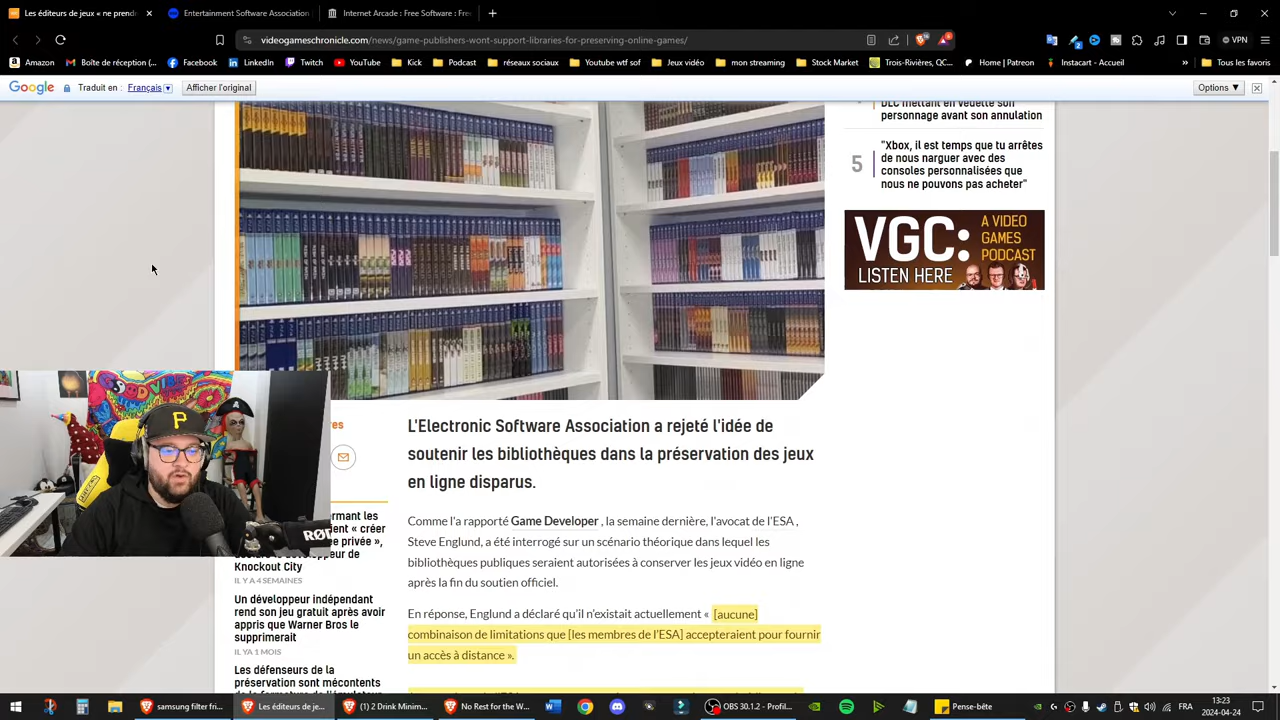 Les éditeurs de jeux « ne prend
Entertainment Software Association
Internet Arcade : Free Software : Fre
videogameschronicle.com/news/game-publishers-wont-support-libraries-for-preserving-online-games/
VPN
Amazon
Boîte de réception (...
Facebook
LinkedIn
Twitch
YouTube
Kick
Podcast
réseaux sociaux
Youtube wtf sof
Jeux vidéo
mon streaming
Stock Market
Trois-Rivières, QC...
Home | Patreon
Instacart - Accueil
»
Tous les favoris
Google
Traduit en :
Français
Afficher l'original
Options ▼
DLC mettant en vedette son
personnage avant son annulation
5
"Xbox, il est temps que tu arrêtes
de nous narguer avec des
consoles personnalisées que
nous ne pouvons pas acheter"
VGC:
A VIDEO
GAMES
PODCAST
LISTEN HERE
L'Electronic Software Association a rejeté l'idée de
soutenir les bibliothèques dans la préservation des jeux
en ligne disparus.
Comme l'a rapporté Game Developer , la semaine dernière, l'avocat de l'ESA ,
Steve Englund, a été interrogé sur un scénario théorique dans lequel les
bibliothèques publiques seraient autorisées à conserver les jeux vidéo en ligne
après la fin du soutien officiel.
En réponse, Englund a déclaré qu'il n'existait actuellement « [aucune]
combinaison de limitations que [les membres de l'ESA] accepteraient pour fournir
un accès à distance ».
GOOD VIBES
P
RØD
Knockout City
IL Y A 4 SEMAINES
Un développeur indépendant
rend son jeu gratuit après avoir
appris que Warner Bros le
supprimerait
IL YA 1 MOIS
Les défenseurs de la
préservation sont mécontents
samsung filter fri...
Les éditeurs de je...
(1) 2 Drink Minim...
No Rest for the W...
OBS 30.1.2 - Profil...
Pense-bête
FRA
13:23
2024-04-24